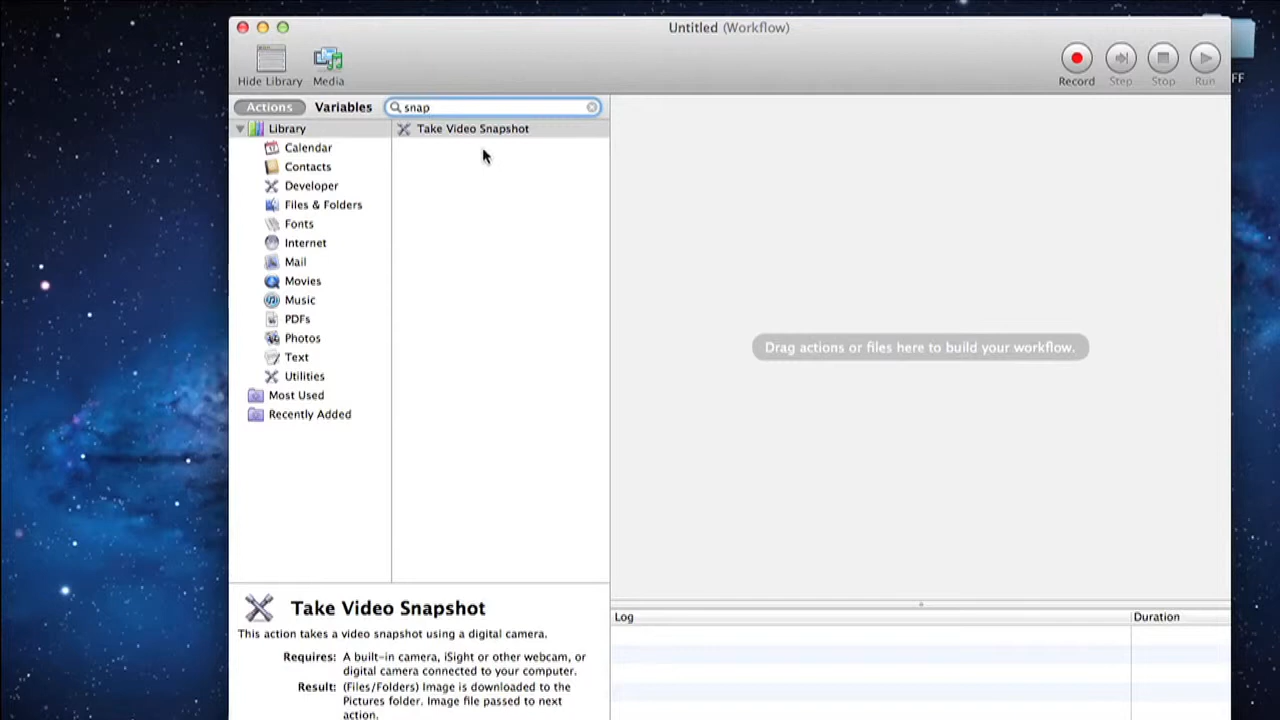 Untitled (Workflow)
FF
Hide Library
Media
Record
Step
Stop
Run
Actions
Variables
snap
Library
Take Video Snapshot
Calendar
Contacts
Developer
Files & Folders
Fonts
Internet
Mail
Movies
Music
PDFs
Photos
Text
Utilities
Most Used
Recently Added
Drag actions or files here to build your workflow.
Take Video Snapshot
This action takes a video snapshot using a digital camera.
Requires: A built-in camera, iSight or other webcam, or
digital camera connected to your computer.
Result: (Files/Folders) Image is downloaded to the
Pictures folder. Image file passed to next
action.
Log
Duration